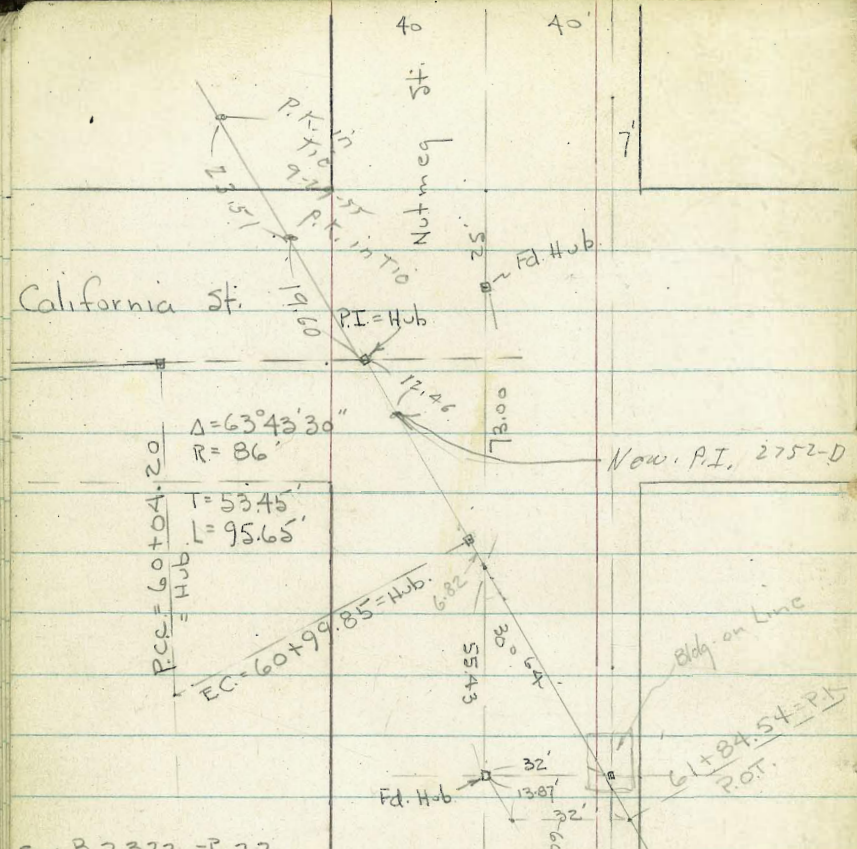 40 40'
Nutmeg St.
7'
P.K. in
T/O
9-29-55
23.51
P.K. in T/O
.52
Fd. Hub.
California St.
19.60
P.I. = Hub
12.46
Δ=63°43'30"
R= 86'
73.00
New. P.I. 2752-D
T= 53.45'
L= 95.65'
P.C.C. = 60+04.20
= Hub
6.82
E.C. = 60+99.85=Hub.
30°
55.43
Bldg. on Line
61+84.54=P.K.
P.O.T.
32'
Fd. Hub
13.87'
32'